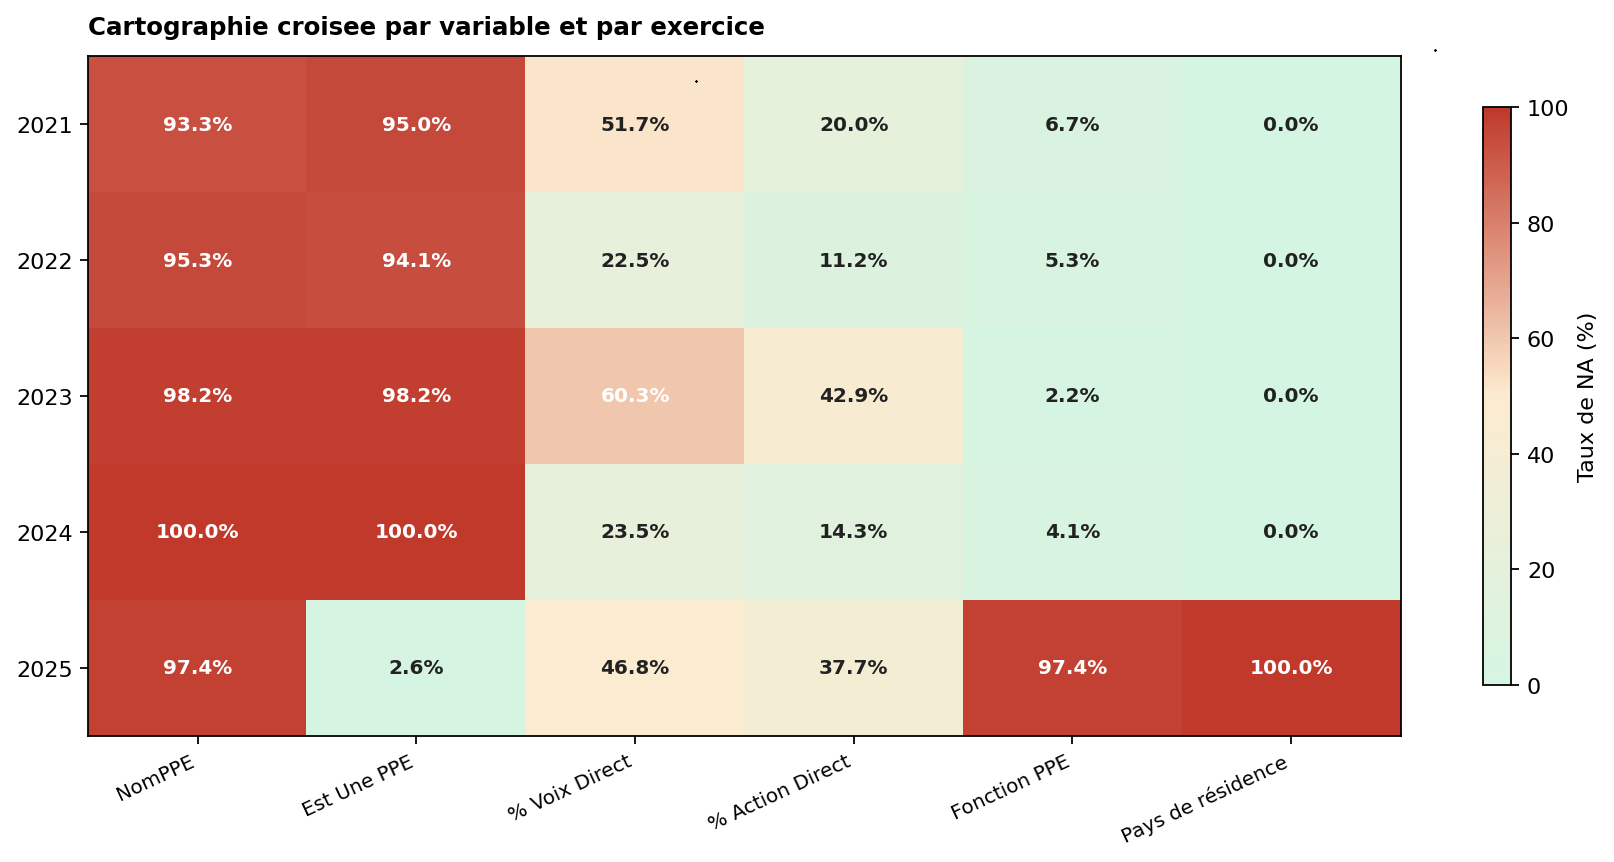 Cartographie croisee par variable et par exercice
2021 93.3% 95.0% 51.7% 20.0% 6.7% 0.0%
2022 95.3% 94.1% 22.5% 11.2% 5.3% 0.0%
2023 98.2% 98.2% 60.3% 42.9% 2.2% 0.0%
2024 100.0% 100.0% 23.5% 14.3% 4.1% 0.0%
2025 97.4% 2.6% 46.8% 37.7% 97.4% 100.0%
NomPPE Est Une PPE % Voix Direct % Action Direct Fonction PPE Pays de résidence
100
80
60
40
20
0
Taux de NA (%)